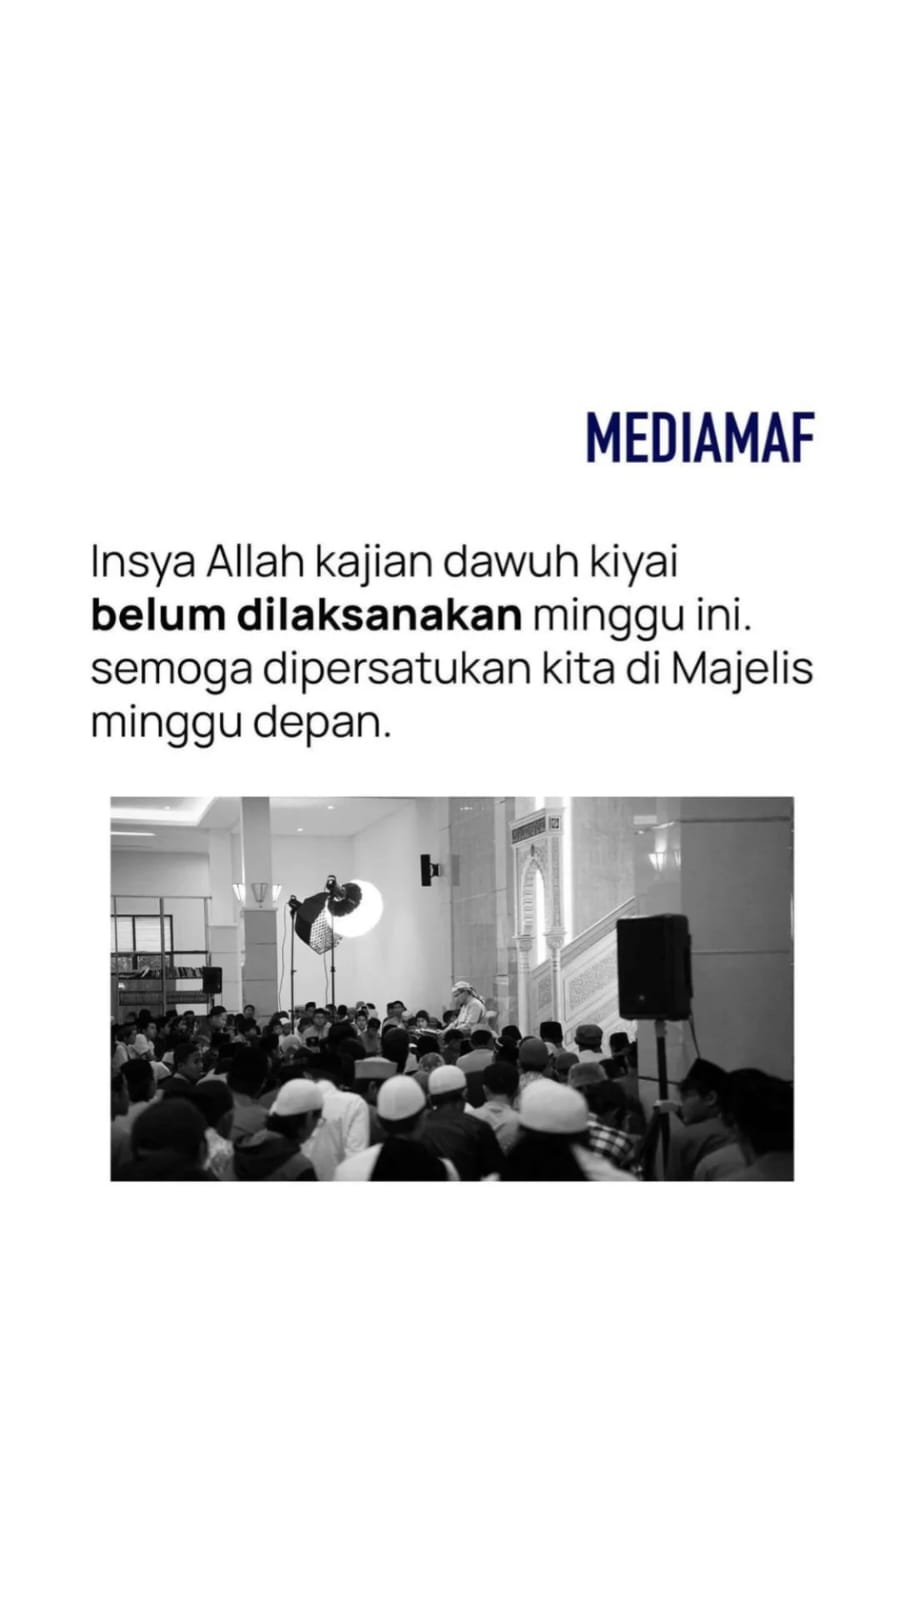 MEDIAMAF
Insya Allah kajian dawuh kiyai
belum dilaksanakan minggu ini.
semoga dipersatukan kita di Majelis
minggu depan.